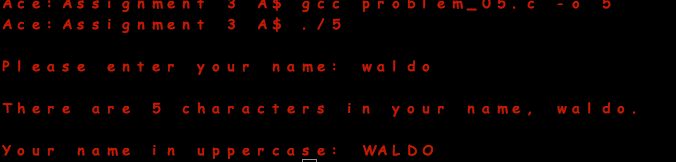 Ace:Assignment 3 A$ gcc problem_05.c -o 5
Ace:Assignment 3 A$ ./5
Please enter your name: waldo
There are 5 characters in your name, waldo.
Your name in uppercase: WALDO